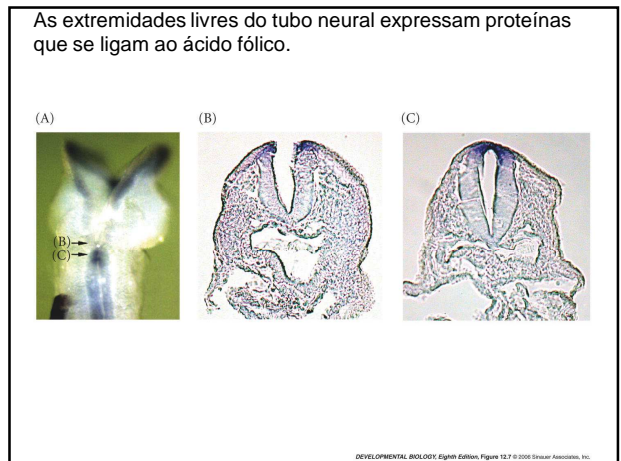 As extremidades livres do tubo neural expressam proteínas
que se ligam ao ácido fólico.
(A) (B) (C)
(B)
(C)
DEVELOPMENTAL BIOLOGY, Eighth Edition, Figure 12.7 © 2006 Sinauer Associates, Inc.